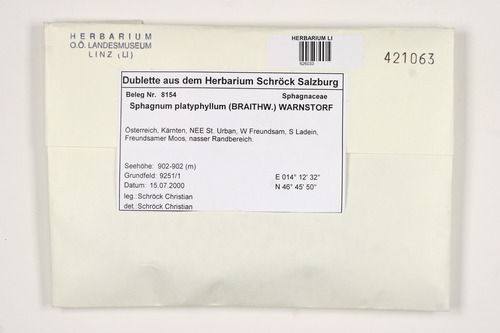 HERBARIUM
O.Ö. LANDESMUSEUM
LINZ (LI)
HERBARIUM LI
421063
Dublette aus dem Herbarium Schröck Salzburg
Beleg Nr. 8154 Sphagnaceae
Sphagnum platyphyllum (BRAITHW.) WARNSTORF
Österreich, Kärnten, NEE St. Urban, W Freundsam, S Ladein,
Freundsamer Moos, nasser Randbereich.
Seehöhe: 902-902 (m)
Grundfeld: 9251/1 E 014° 12' 32"
Datum: 15.07.2000 N 46° 45' 50"
leg.:Schröck Christian
det.:Schröck Christian